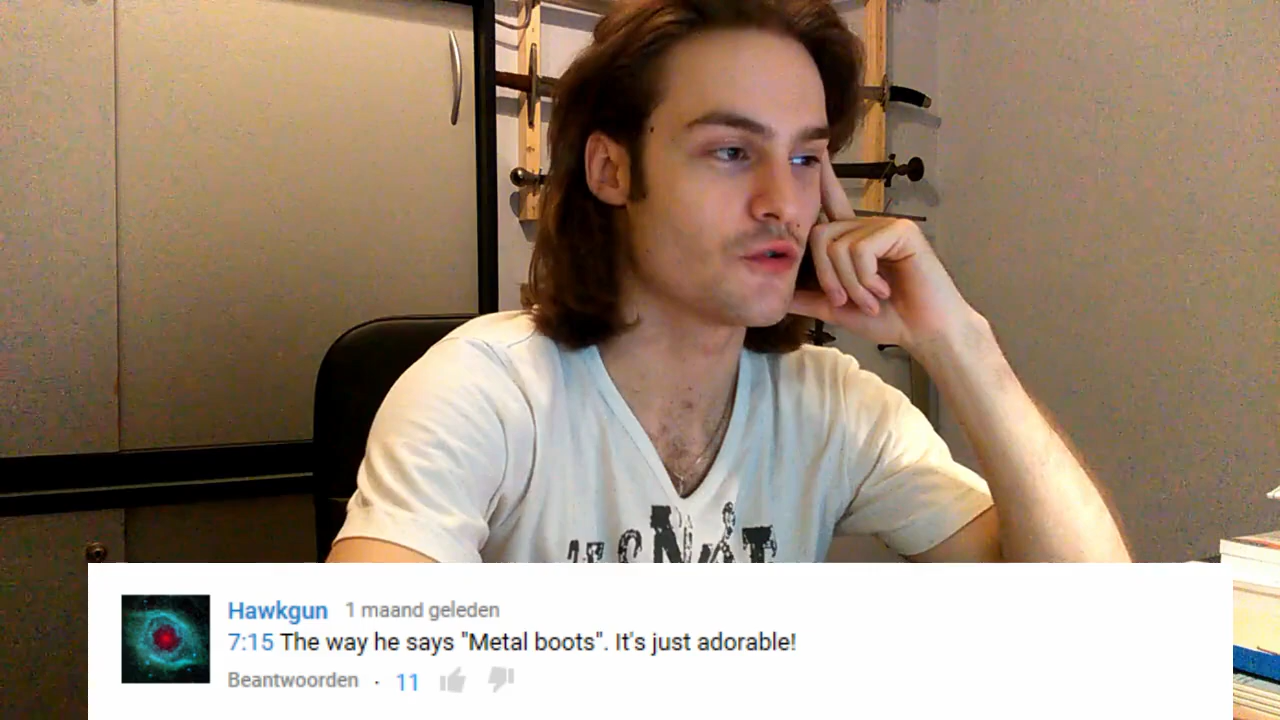 Hawkgun 1 maand geleden
7:15 The way he says "Metal boots". It's just adorable!
Beantwoorden · 11